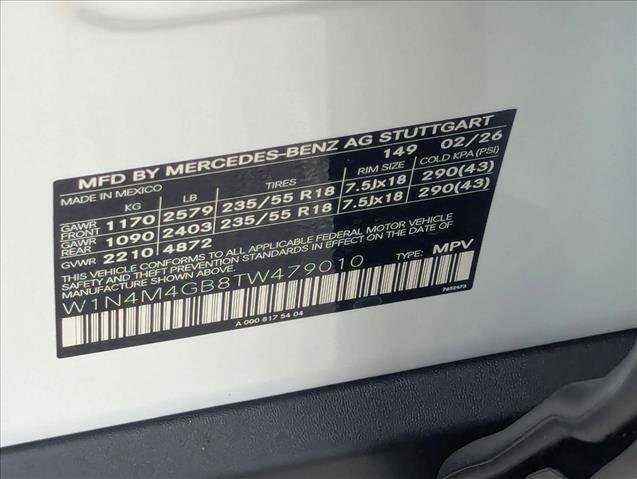 MFD BY MERCEDES-BENZ AG STUTTGART
MADE IN MEXICO 149 02/26
KG LB RIM SIZE COLD KPA (PSI)
GAWR FRONT 1170 2579 235/55 R18 7.5Jx18 290(43)
GAWR REAR 1090 2403 235/55 R18 7.5Jx18 290(43)
GVWR 2210 4872
THIS VEHICLE CONFORMS TO ALL APPLICABLE FEDERAL MOTOR VEHICLE
SAFETY AND THEFT PREVENTION STANDARDS IN EFFECT ON THE DATE OF
MANUFACTURE SHOWN ABOVE.
W1N4M4GB8TW479010 TYPE: MPV
A 000 817 54 04